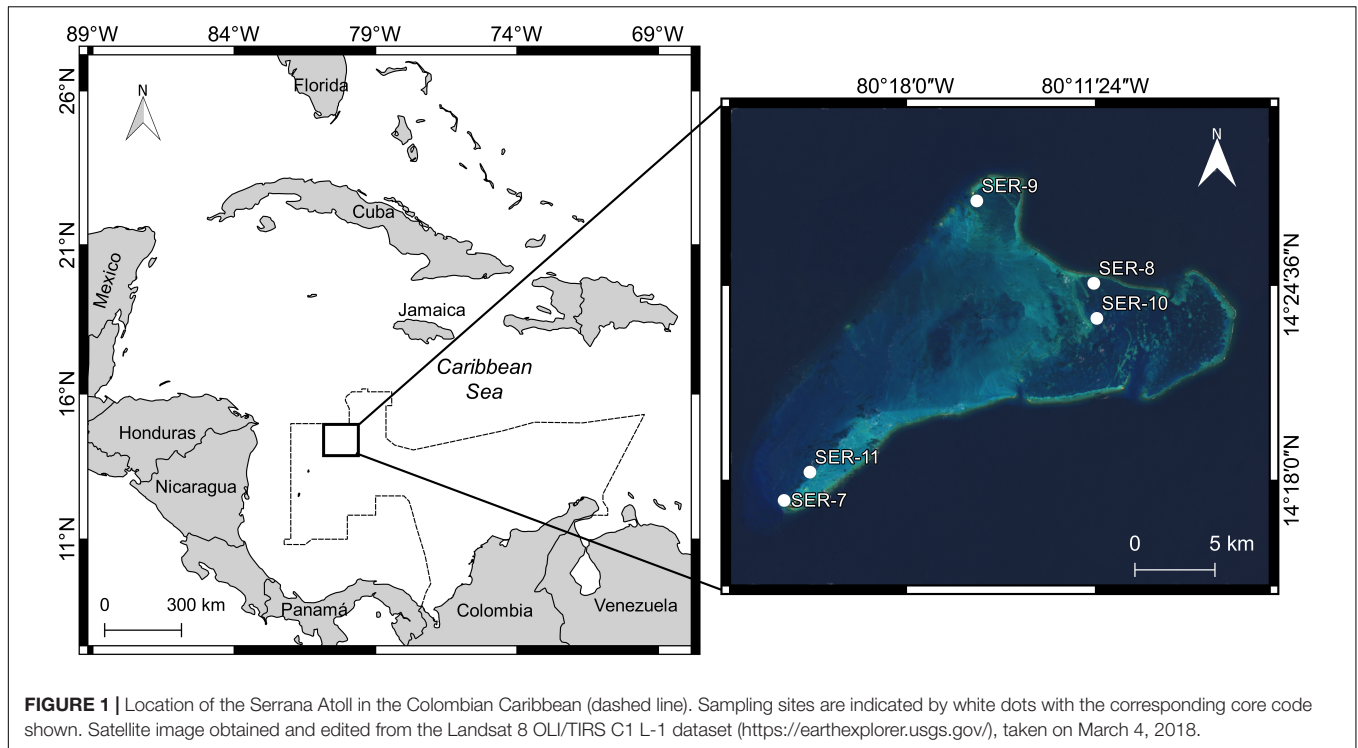 89°W 84°W 79°W 74°W 69°W
26°N
21°N
16°N
11°N
N
Florida
Cuba
Mexico
Jamaica
Caribbean
Sea
Honduras
Nicaragua
Panamá
Colombia
Venezuela
0 300 km
80°18′0″W 80°11′24″W
N
SER-9
SER-8
SER-10
SER-11
SER-7
14°24′36″N
14°18′0″N
0 5 km
FIGURE 1 | Location of the Serrana Atoll in the Colombian Caribbean (dashed line). Sampling sites are indicated by white dots with the corresponding core code
shown. Satellite image obtained and edited from the Landsat 8 OLI/TIRS C1 L-1 dataset (https://earthexplorer.usgs.gov/), taken on March 4, 2018.